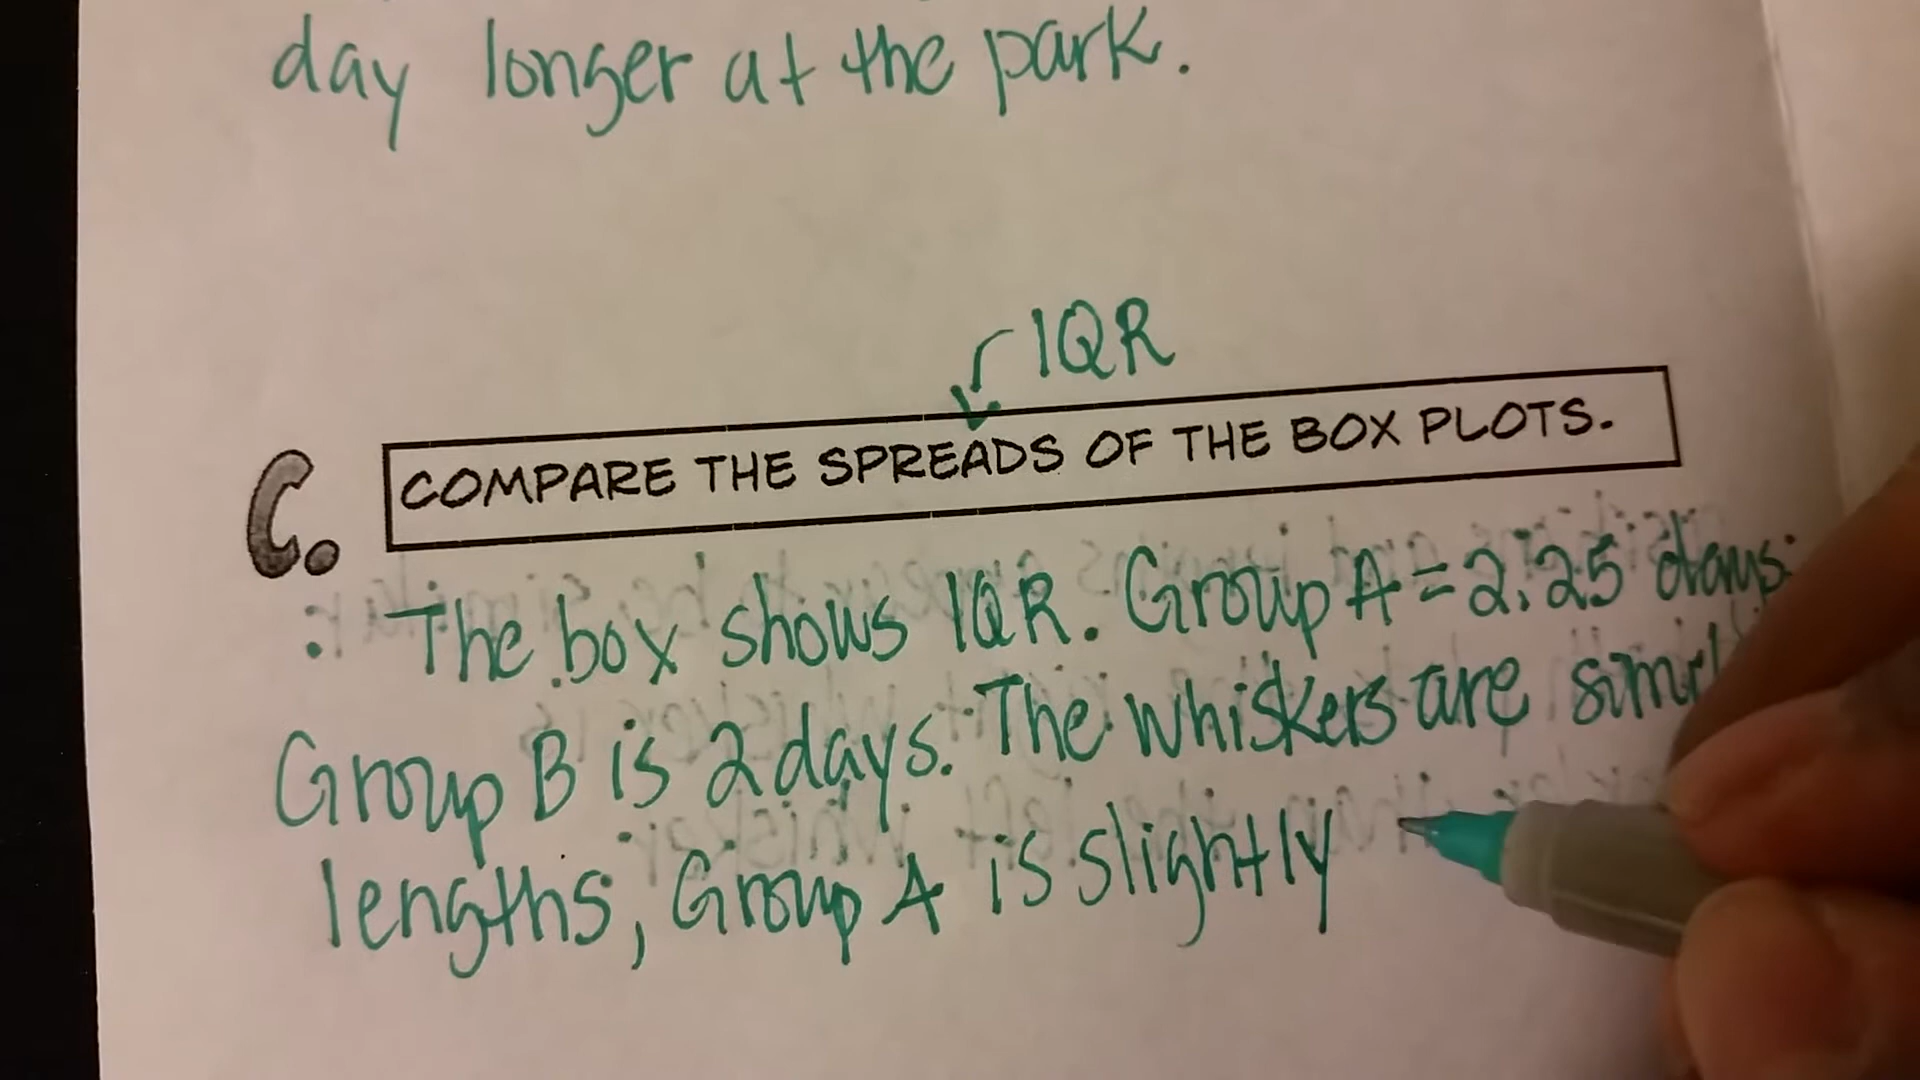 day longer at the park.
IQR
C. COMPARE THE SPREADS OF THE BOX PLOTS.
The box shows IQR. Group A = 2.25 days.
Group B is 2 days. The whiskers are
lengths, Group A is slightly